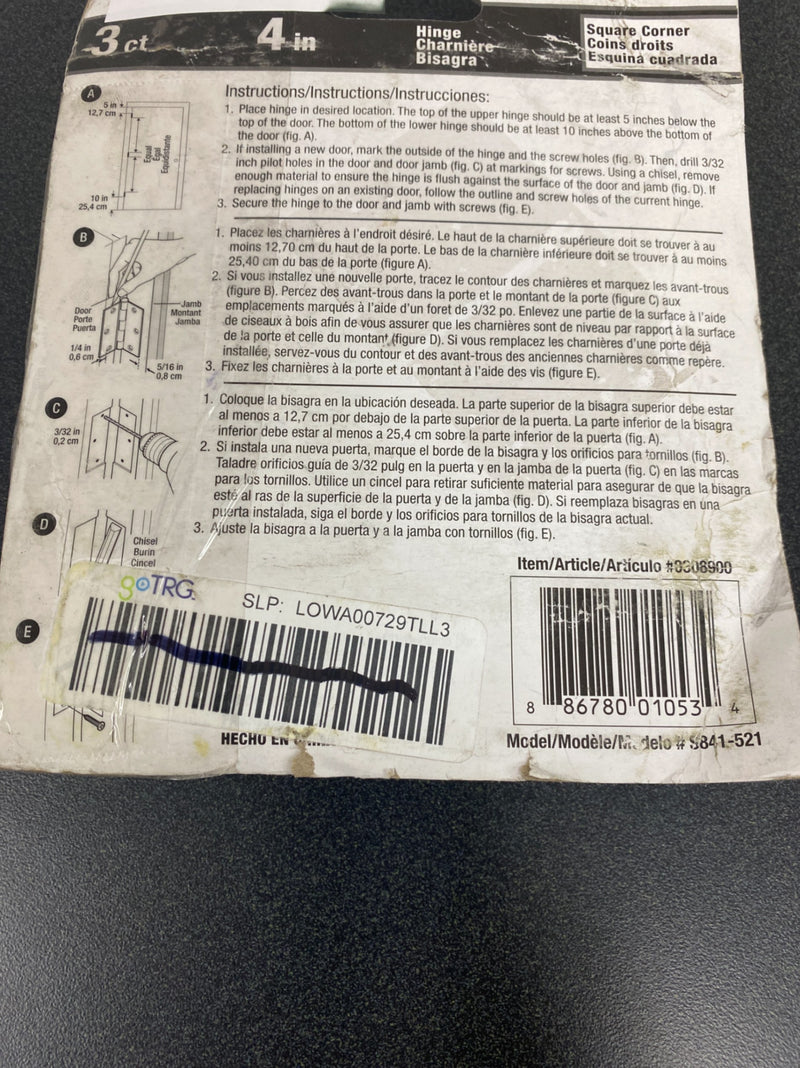 3 ct
4 in
Hinge
Charnière
Bisagra
Square Corner
Coins droits
Esquina cuadrada
A
5 in
12,7 cm
Equal
Egal
Equidistante
10 in
25,4 cm
Instructions/Instructions/Instrucciones:
1. Place hinge in desired location. The top of the upper hinge should be at least 5 inches below the
top of the door. The bottom of the lower hinge should be at least 10 inches above the bottom of
the door (fig. A).
2. If installing a new door, mark the outside of the hinge and the screw holes (fig. B). Then, drill 3/32
inch pilot holes in the door and door jamb (fig. C) at markings for screws. Using a chisel, remove
enough material to ensure the hinge is flush against the surface of the door and jamb (fig. D). If
replacing hinges on an existing door, follow the outline and screw holes of the current hinge.
3. Secure the hinge to the door and jamb with screws (fig. E).
B
Door
Porte
Puerta
Jamb
Montant
Jamba
1/4 in
0,6 cm
5/16 in
0,8 cm
1. Placez les charnières à l'endroit désiré. Le haut de la charnière supérieure doit se trouver à au
moins 12,70 cm du haut de la porte. Le bas de la charnière inférieure doit se trouver à au moins
25,40 cm du bas de la porte (figure A).
2. Si vous installez une nouvelle porte, tracez le contour des charnières et marquez les avant-trous
(figure B). Percez des avant-trous dans la porte et le montant de la porte (figure C) aux
emplacements marqués à l'aide d'un foret de 3/32 po. Enlevez une partie de la surface à l'aide
de ciseaux à bois afin de vous assurer que les charnières sont de niveau par rapport à la surface
de la porte et celle du montant (figure D). Si vous remplacez les charnières d'une porte déjà
installée, servez-vous du contour et des avant-trous des anciennes charnières comme repère.
3. Fixez les charnières à la porte et au montant à l'aide des vis (figure E).
C
3/32 in
0,2 cm
1. Coloque la bisagra en la ubicación deseada. La parte superior de la bisagra superior debe estar
al menos a 12,7 cm por debajo de la parte superior de la puerta. La parte inferior de la bisagra
inferior debe estar al menos a 25,4 cm sobre la parte inferior de la puerta (fig. A).
2. Si instala una nueva puerta, marque el borde de la bisagra y los orificios para tornillos (fig. B).
Taladre orificios guía de 3/32 pulg en la puerta y en la jamba de la puerta (fig. C) en las marcas
para los tornillos. Utilice un cincel para retirar suficiente material para asegurar de que la bisagra
esté al ras de la superficie de la puerta y de la jamba (fig. D). Si reemplaza bisagras en una
puerta instalada, siga el borde y los orificios para tornillos de la bisagra actual.
3. Ajuste la bisagra a la puerta y a la jamba con tornillos (fig. E).
D
Chisel
Burin
Cincel
E
goTRG
SLP: LOWA00729TLL3
HECHO EN
Item/Article/Artículo #0308900
8 86780 01053 4
Model/Modèle/Modelo # S841-521